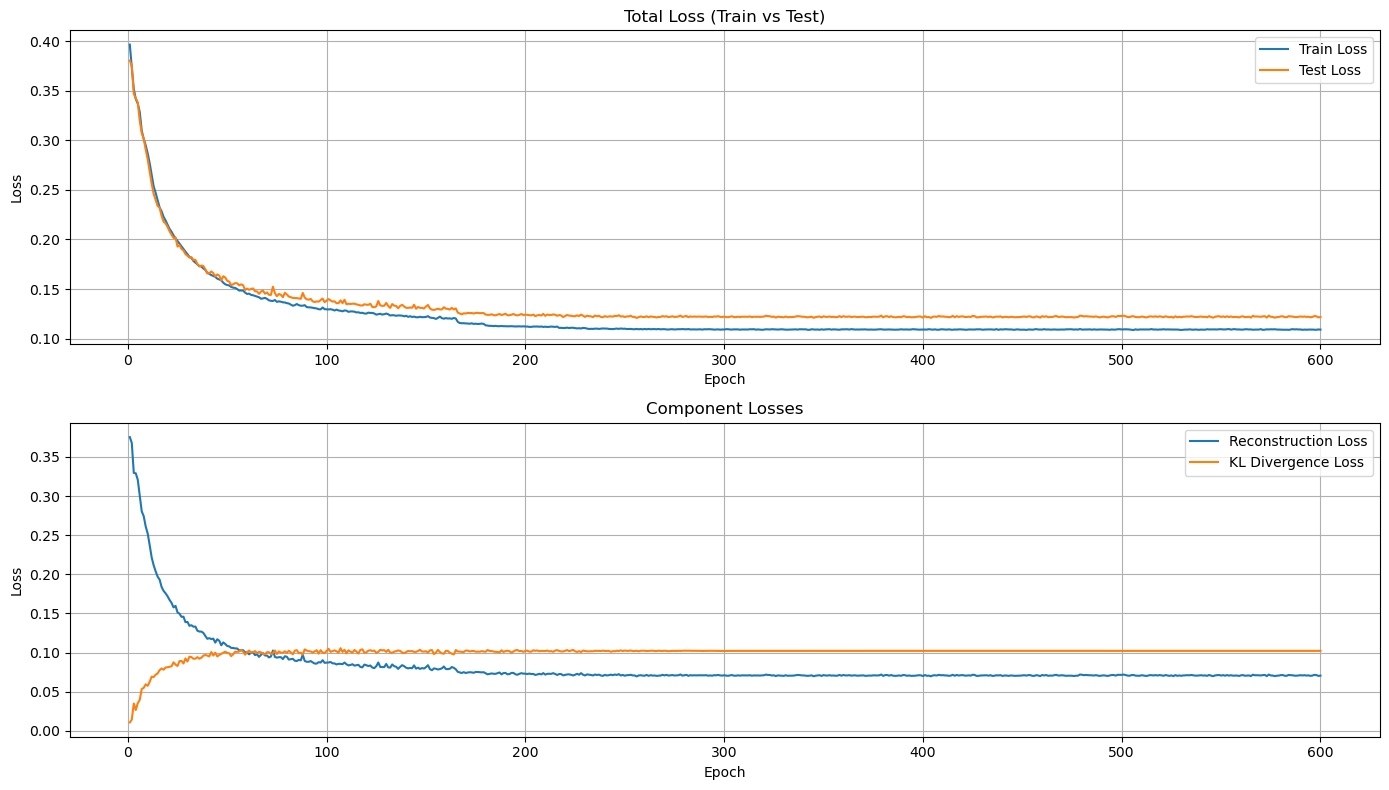 Total Loss (Train vs Test)
Train Loss
Test Loss
Loss
0.40
0.35
0.30
0.25
0.20
0.15
0.10
0 100 200 300 400 500 600
Epoch
Component Losses
Reconstruction Loss
KL Divergence Loss
Loss
0.35
0.30
0.25
0.20
0.15
0.10
0.05
0.00
0 100 200 300 400 500 600
Epoch